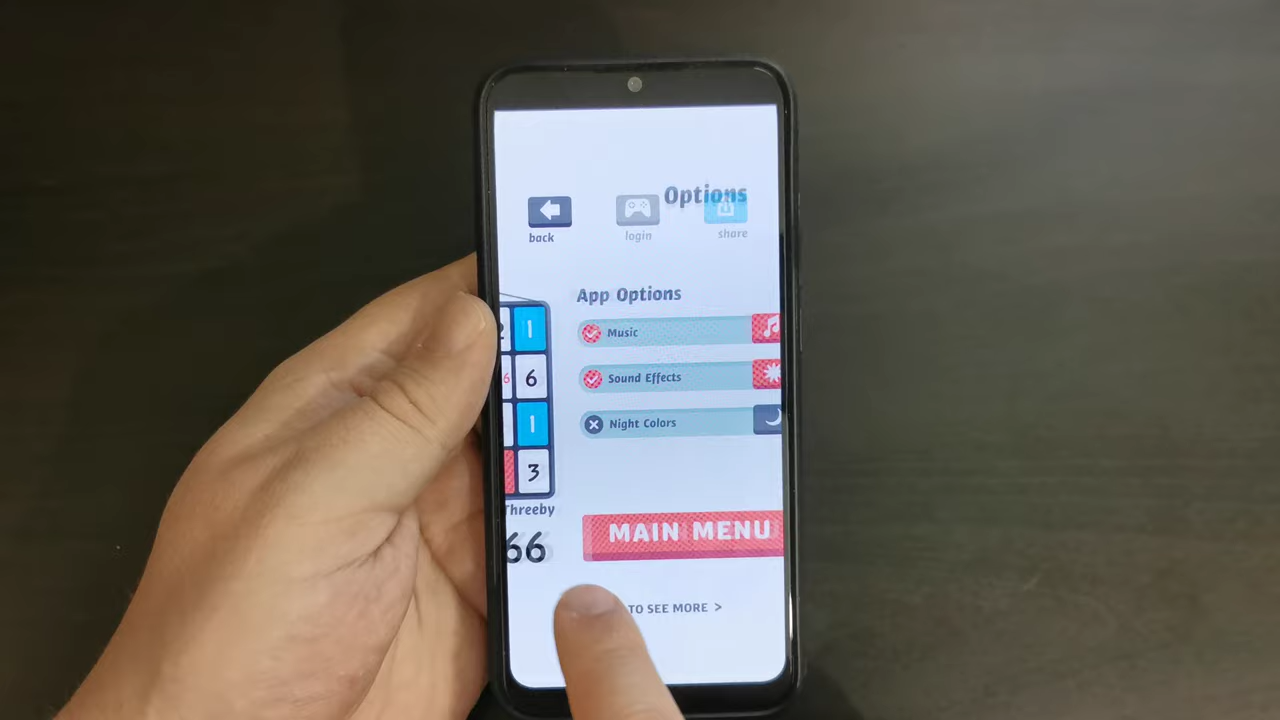 Options
back
login
share
App Options
Music
Sound Effects
Night Colors
1
6 6
1
3
Threeby
66
MAIN MENU
TO SEE MORE >